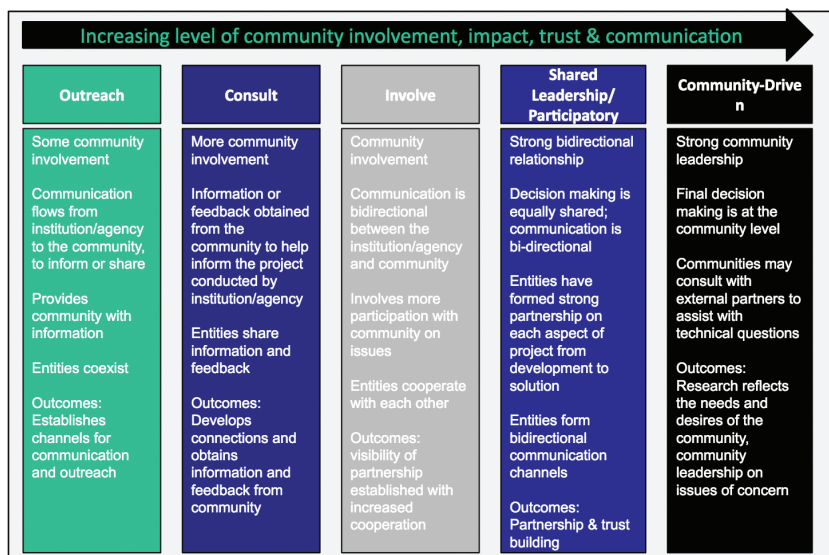 Increasing level of community involvement, impact, trust & communication
Outreach
Some community
involvement
Communication
flows from
institution/agency
to the community,
to inform or share
Provides
community with
information
Entities coexist
Outcomes:
Establishes
channels for
communication
and outreach
Consult
More community
involvement
Information or
feedback obtained
from the
community to help
inform the project
conducted by
institution/agency
Entities share
information and
feedback
Outcomes:
Develops
connections and
obtains
information and
feedback from
community
Involve
Community
involvement
Communication is
bidirectional
between the
institution/agency
and community
Involves more
participation with
community on
issues
Entities cooperate
with each other
Outcomes:
visibility of
partnership
established with
increased
cooperation
Shared
Leadership/
Participatory
Strong bidirectional
relationship
Decision making is
equally shared;
communication is
bi-directional
Entities have
formed strong
partnership on
each aspect of
project from
development to
solution
Entities form
bidirectional
communication
channels
Outcomes:
Partnership & trust
building
Community-Drive
n
Strong community
leadership
Final decision
making is at the
community level
Communities may
consult with
external partners to
assist with
technical questions
Outcomes:
Research reflects
the needs and
desires of the
community,
community
leadership on
issues of concern